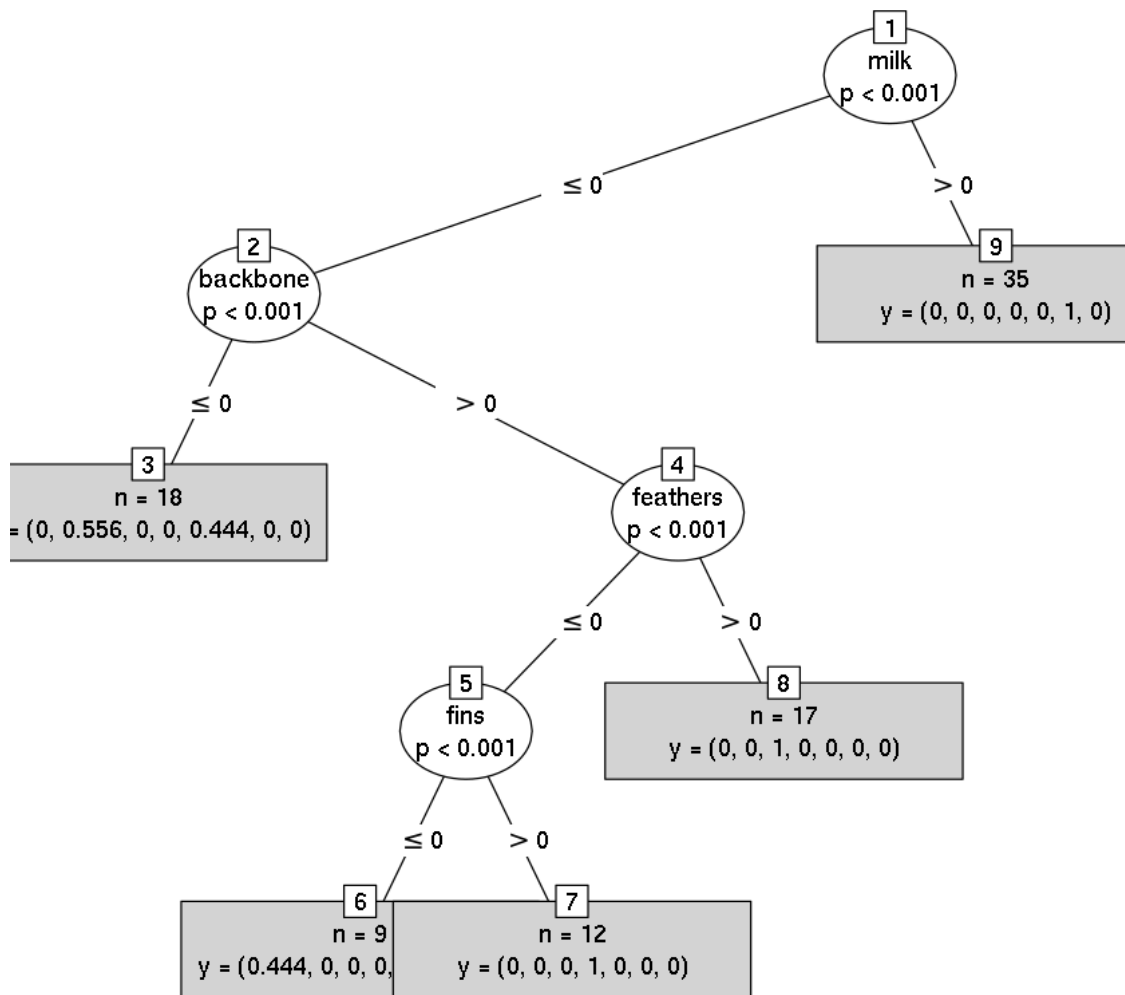 1
milk
p < 0.001
≤ 0
> 0
2
backbone
p < 0.001
9
n = 35
y = (0, 0, 0, 0, 0, 1, 0)
≤ 0
> 0
3
n = 18
= (0, 0.556, 0, 0, 0.444, 0, 0)
4
feathers
p < 0.001
≤ 0
> 0
5
fins
p < 0.001
8
n = 17
y = (0, 0, 1, 0, 0, 0, 0)
≤ 0
> 0
6
n = 9
y = (0.444, 0, 0, 0,
7
n = 12
y = (0, 0, 0, 1, 0, 0, 0)